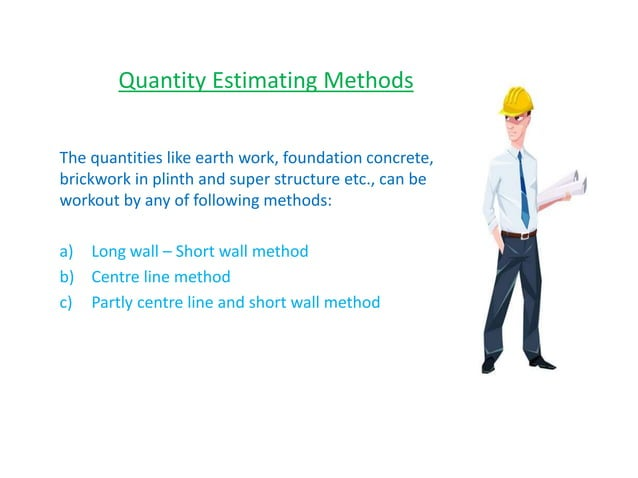 Quantity Estimating Methods
The quantities like earth work, foundation concrete,
brickwork in plinth and super structure etc., can be
workout by any of following methods:
a) Long wall – Short wall method
b) Centre line method
c) Partly centre line and short wall method